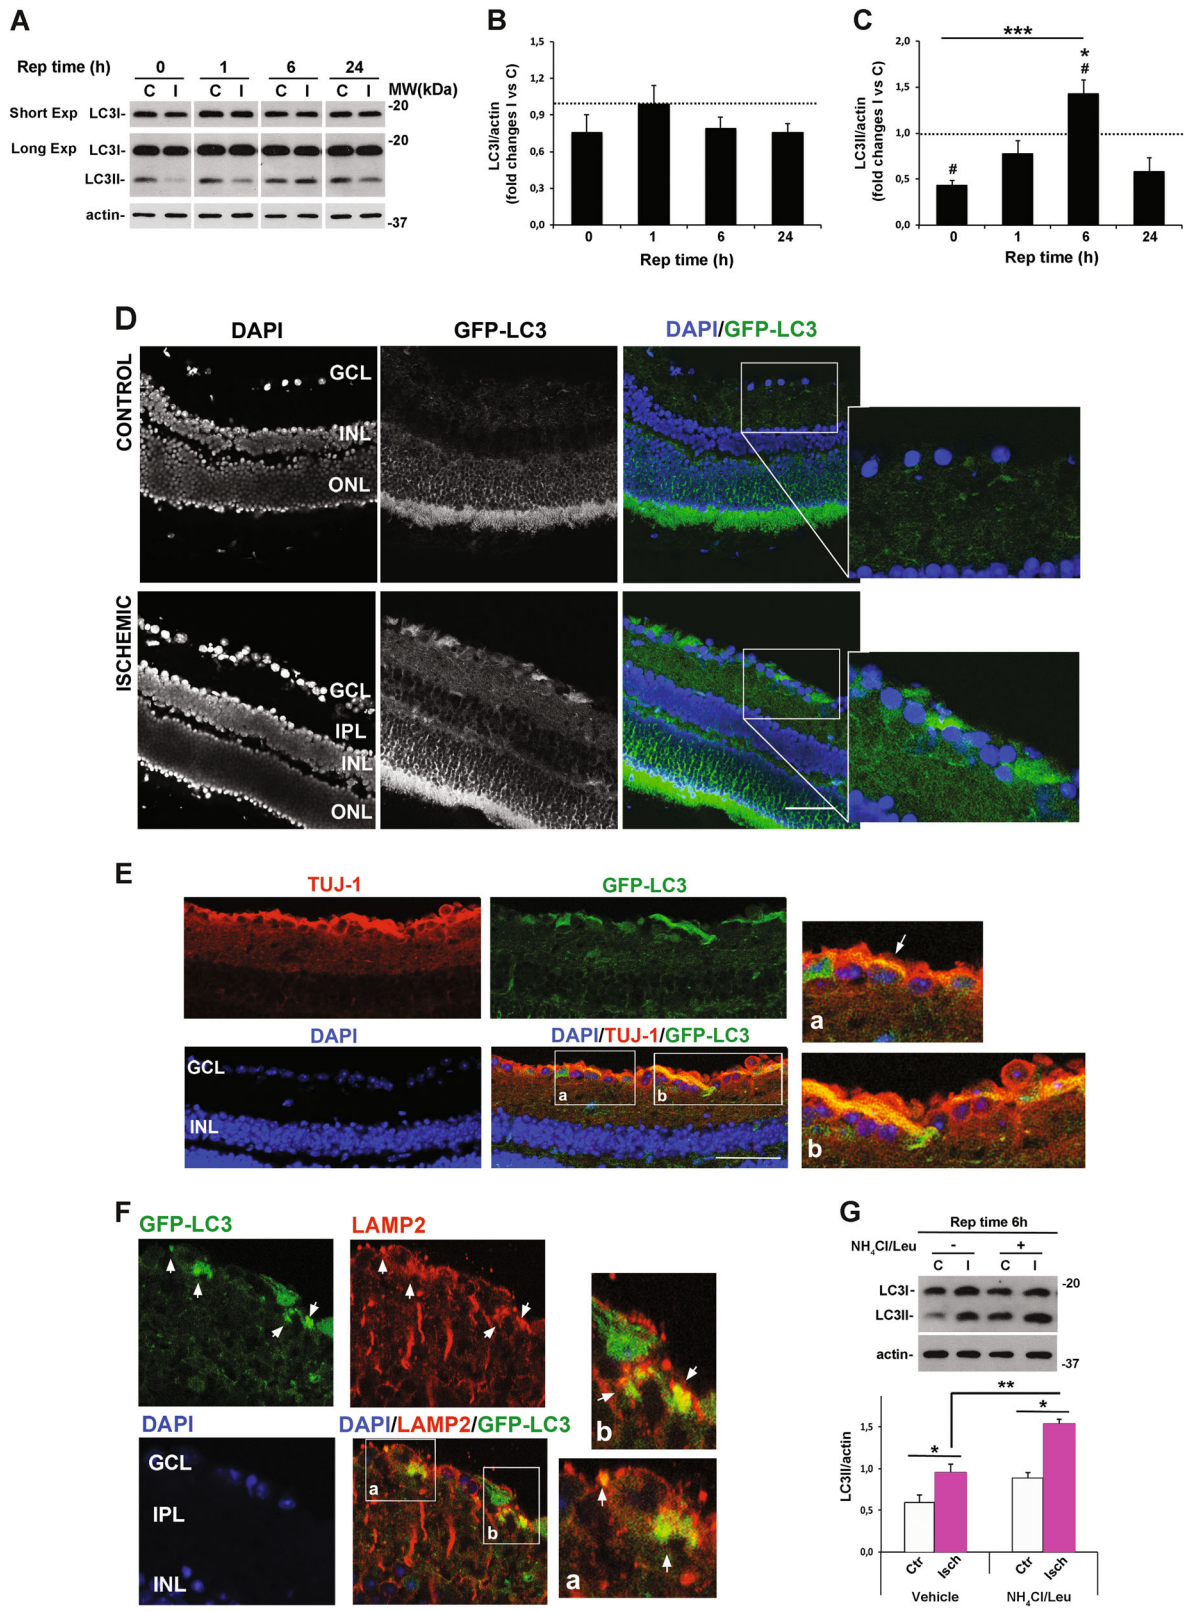 A
Rep time (h) 0 1 6 24
C I C I C I C I MW(kDa)
Short Exp LC3I- -20
Long Exp LC3I- -20
LC3II-
actin- -37
B
LC3I/actin
(fold changes I vs C)
1,5
1,2
0,9
0,6
0,3
0,0
0 1 6 24
Rep time (h)
C
LC3II/actin
(fold changes I vs C)
2,0
1,5
1,0
0,5
0,0
***
*
#
#
0 1 6 24
Rep time (h)
D
DAPI GFP-LC3 DAPI/GFP-LC3
CONTROL
GCL
INL
ONL
ISCHEMIC
GCL
IPL
INL
ONL
E
TUJ-1 GFP-LC3
a
DAPI DAPI/TUJ-1/GFP-LC3
GCL
INL
a b
b
F
GFP-LC3 LAMP2
b
DAPI DAPI/LAMP2/GFP-LC3
GCL
IPL
INL
a
b
a
G
Rep time 6h
NH4Cl/Leu - +
C I C I
LC3I- -20
LC3II-
actin- -37
LC3II/actin
1,5
1,0
0,5
0,0
**
*
*
Ctr Isch Ctr Isch
Vehicle NH4Cl/Leu